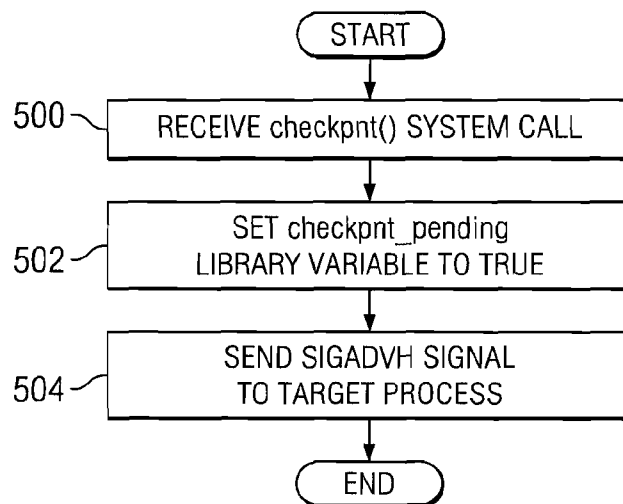 START
500
RECEIVE checkpnt() SYSTEM CALL
502
SET checkpnt_pending
LIBRARY VARIABLE TO TRUE
504
SEND SIGADVH SIGNAL
TO TARGET PROCESS
END